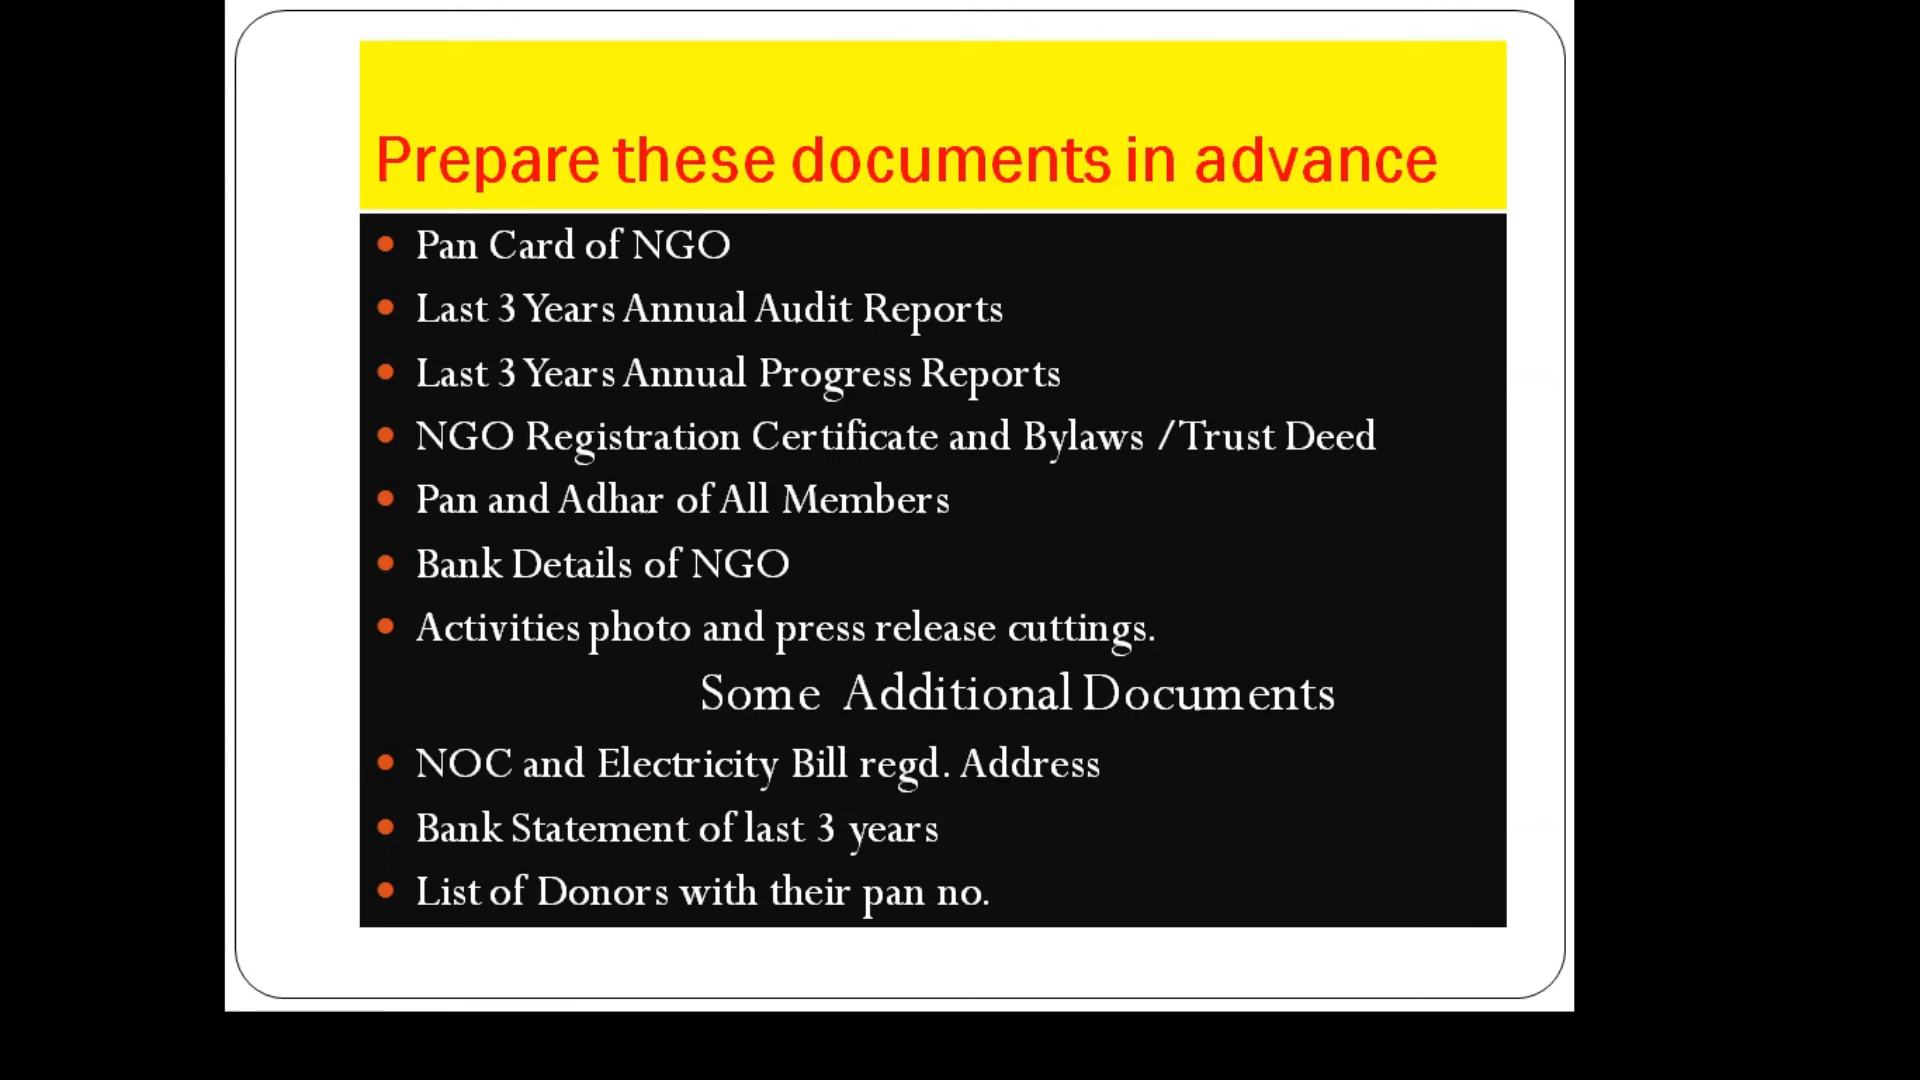 Prepare these documents in advance
• Pan Card of NGO
• Last 3 Years Annual Audit Reports
• Last 3 Years Annual Progress Reports
• NGO Registration Certificate and Bylaws /Trust Deed
• Pan and Adhar of All Members
• Bank Details of NGO
• Activities photo and press release cuttings.
Some Additional Documents
• NOC and Electricity Bill regd. Address
• Bank Statement of last 3 years
• List of Donors with their pan no.